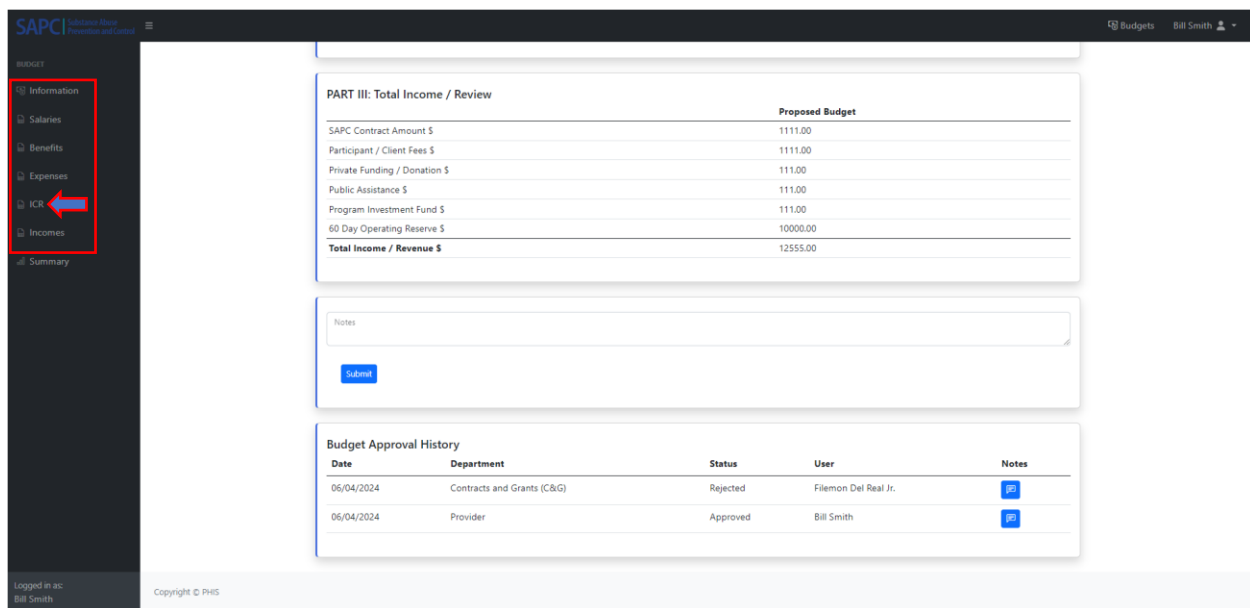 SAPC Substance Abuse
Prevention and Control
Budgets Bill Smith
BUDGET
Information
Salaries
Benefits
Expenses
ICR
Incomes
Summary
PART III: Total Income / Review
Proposed Budget
SAPC Contract Amount $ 1111.00
Participant / Client Fees $ 1111.00
Private Funding / Donation $ 111.00
Public Assistance $ 111.00
Program Investment Fund $ 111.00
60 Day Operating Reserve $ 10000.00
Total Income / Revenue $ 12555.00
Notes
Submit
Budget Approval History
Date Department Status User Notes
06/04/2024 Contracts and Grants (C&G) Rejected Filemon Del Real Jr.
06/04/2024 Provider Approved Bill Smith
Logged in as:
Bill Smith
Copyright © PHIS